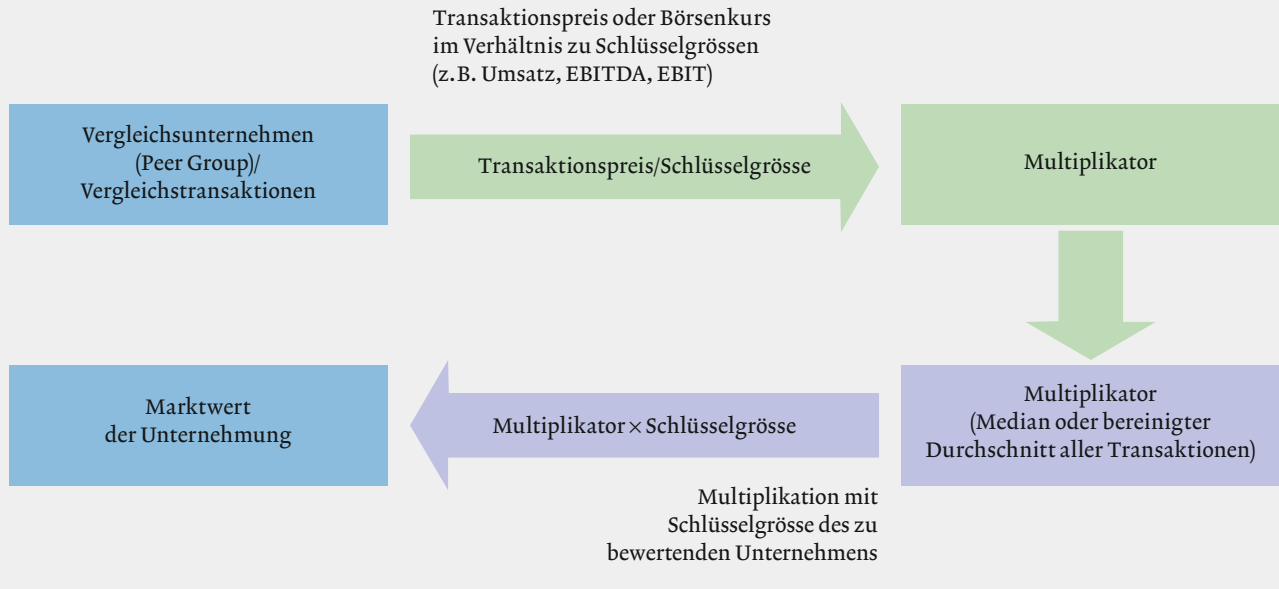 Transaktionspreis oder Börsenkurs
im Verhältnis zu Schlüsselgrössen
(z. B. Umsatz, EBITDA, EBIT)
Vergleichsunternehmen
(Peer Group)/
Vergleichstransaktionen
Transaktionspreis/Schlüsselgrösse
Multiplikator
Multiplikator
(Median oder bereinigter
Durchschnitt aller Transaktionen)
Multiplikator × Schlüsselgrösse
Marktwert
der Unternehmung
Multiplikation mit
Schlüsselgrösse des zu
bewertenden Unternehmens